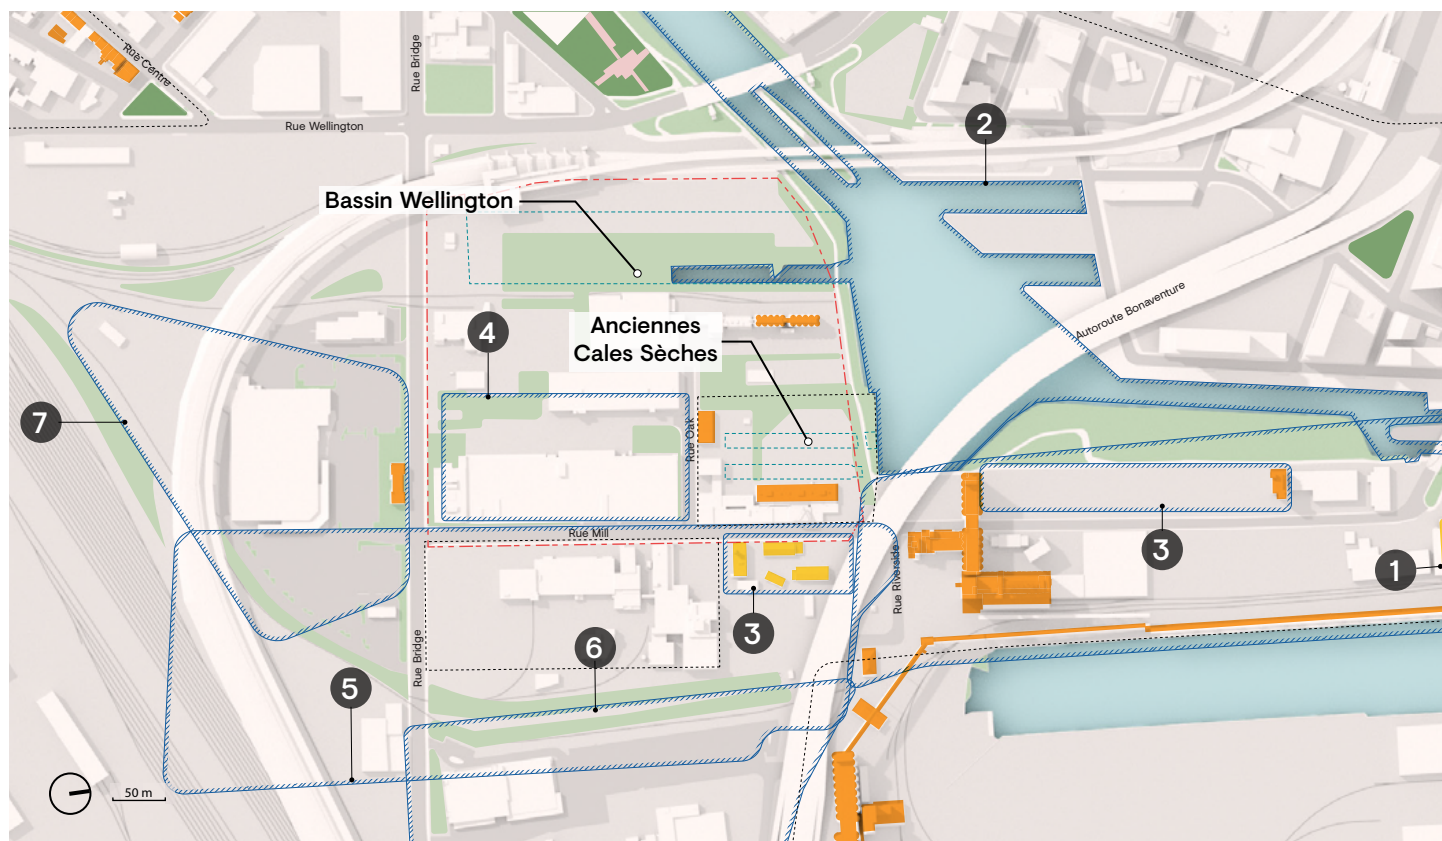 Rue Centre
Rue Bridge
Rue Wellington
2
Bassin Wellington
Autoroute Bonaventure
4
Anciennes
Cales Sèches
7
Rue Oak
Rue Mill
3
1
Rue Riverside
3
6
Rue Bridge
5
50 m